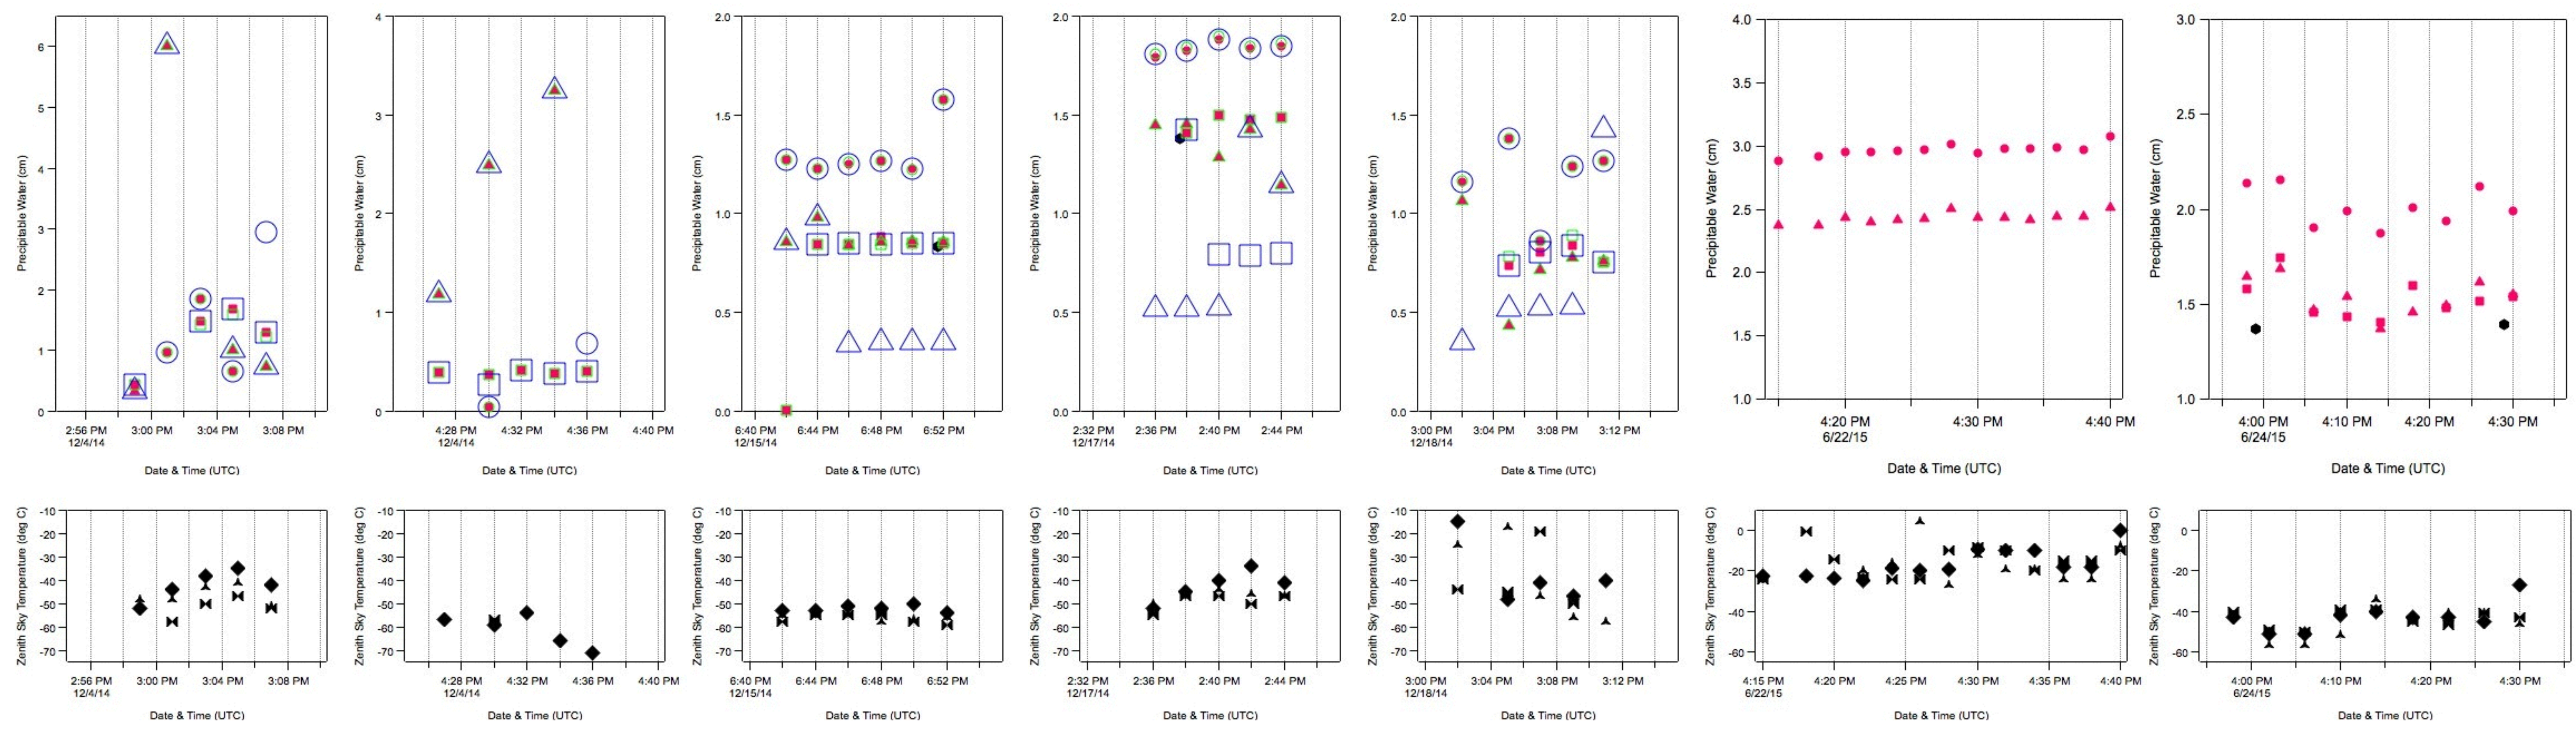 Precipitable Water (cm)
6
5
4
3
2
1
0
2:56 PM 3:00 PM 3:04 PM 3:08 PM
12/4/14
Date & Time (UTC)
Precipitable Water (cm)
4
3
2
1
0
4:28 PM 4:32 PM 4:36 PM 4:40 PM
12/4/14
Date & Time (UTC)
Precipitable Water (cm)
2.0
1.5
1.0
0.5
0.0
6:40 PM 6:44 PM 6:48 PM 6:52 PM
12/15/14
Date & Time (UTC)
Precipitable Water (cm)
2.0
1.5
1.0
0.5
0.0
2:32 PM 2:36 PM 2:40 PM 2:44 PM
12/17/14
Date & Time (UTC)
Precipitable Water (cm)
2.0
1.5
1.0
0.5
0.0
3:00 PM 3:04 PM 3:08 PM 3:12 PM
12/18/14
Date & Time (UTC)
Precipitable Water (cm)
4.0
3.5
3.0
2.5
2.0
1.5
1.0
4:20 PM 4:30 PM 4:40 PM
6/22/15
Date & Time (UTC)
Precipitable Water (cm)
3.0
2.5
2.0
1.5
1.0
4:00 PM 4:10 PM 4:20 PM 4:30 PM
6/24/15
Date & Time (UTC)
Zenith Sky Temperature (deg C)
-10
-20
-30
-40
-50
-60
-70
2:56 PM 3:00 PM 3:04 PM 3:08 PM
12/4/14
Date & Time (UTC)
Zenith Sky Temperature (deg C)
-10
-20
-30
-40
-50
-60
-70
4:28 PM 4:32 PM 4:36 PM 4:40 PM
12/4/14
Date & Time (UTC)
Zenith Sky Temperature (deg C)
-10
-20
-30
-40
-50
-60
-70
6:40 PM 6:44 PM 6:48 PM 6:52 PM
12/15/14
Date & Time (UTC)
Zenith Sky Temperature (deg C)
-10
-20
-30
-40
-50
-60
-70
2:32 PM 2:36 PM 2:40 PM 2:44 PM
12/17/14
Date & Time (UTC)
Zenith Sky Temperature (deg C)
-10
-20
-30
-40
-50
-60
-70
3:00 PM 3:04 PM 3:08 PM 3:12 PM
12/18/14
Date & Time (UTC)
Zenith Sky Temperature (deg C)
0
-20
-40
-60
4:15 PM 4:20 PM 4:25 PM 4:30 PM 4:35 PM 4:40 PM
6/22/15
Date & Time (UTC)
Zenith Sky Temperature (deg C)
0
-20
-40
-60
4:00 PM 4:10 PM 4:20 PM 4:30 PM
6/24/15
Date & Time (UTC)